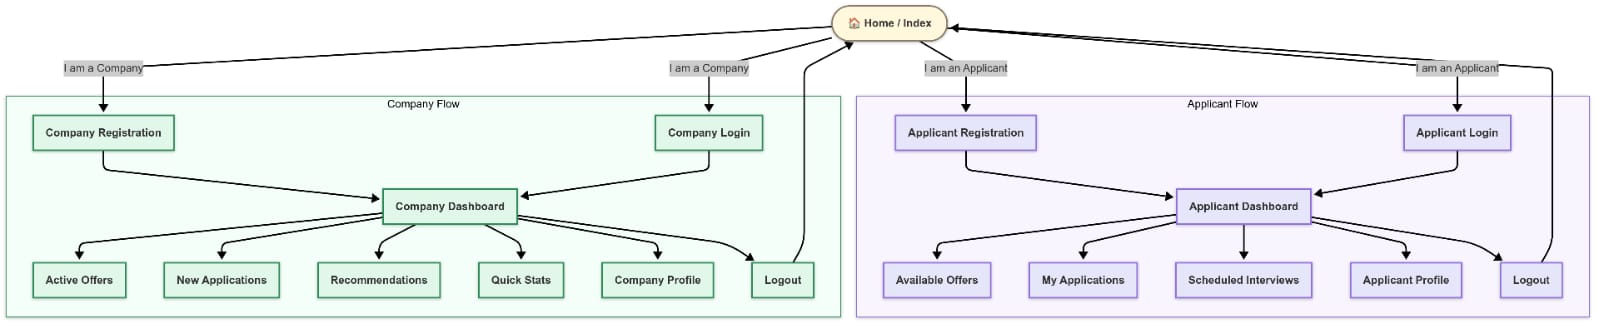 🏠 Home / Index
I am a Company
I am a Company
I am an Applicant
I am an Applicant
Company Flow
Applicant Flow
Company Registration
Company Login
Applicant Registration
Applicant Login
Company Dashboard
Applicant Dashboard
Active Offers
New Applications
Recommendations
Quick Stats
Company Profile
Logout
Available Offers
My Applications
Scheduled Interviews
Applicant Profile
Logout